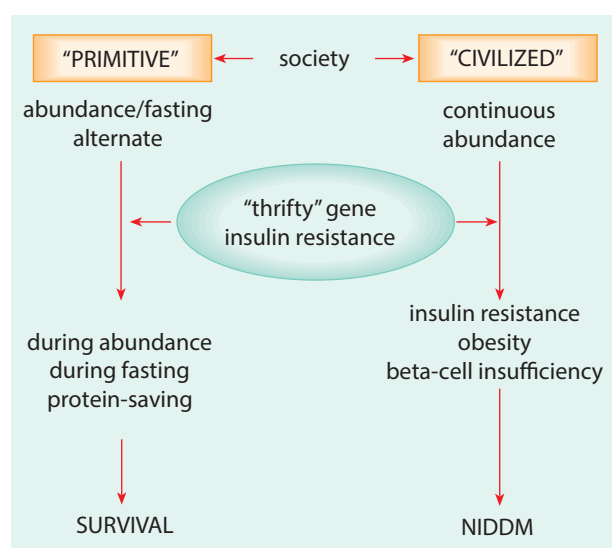 “PRIMITIVE”
society
“CIVILIZED”
abundance/fasting
alternate
continuous
abundance
“thrifty” gene
insulin resistance
during abundance
during fasting
protein-saving
insulin resistance
obesity
beta-cell insufficiency
SURVIVAL
NIDDM